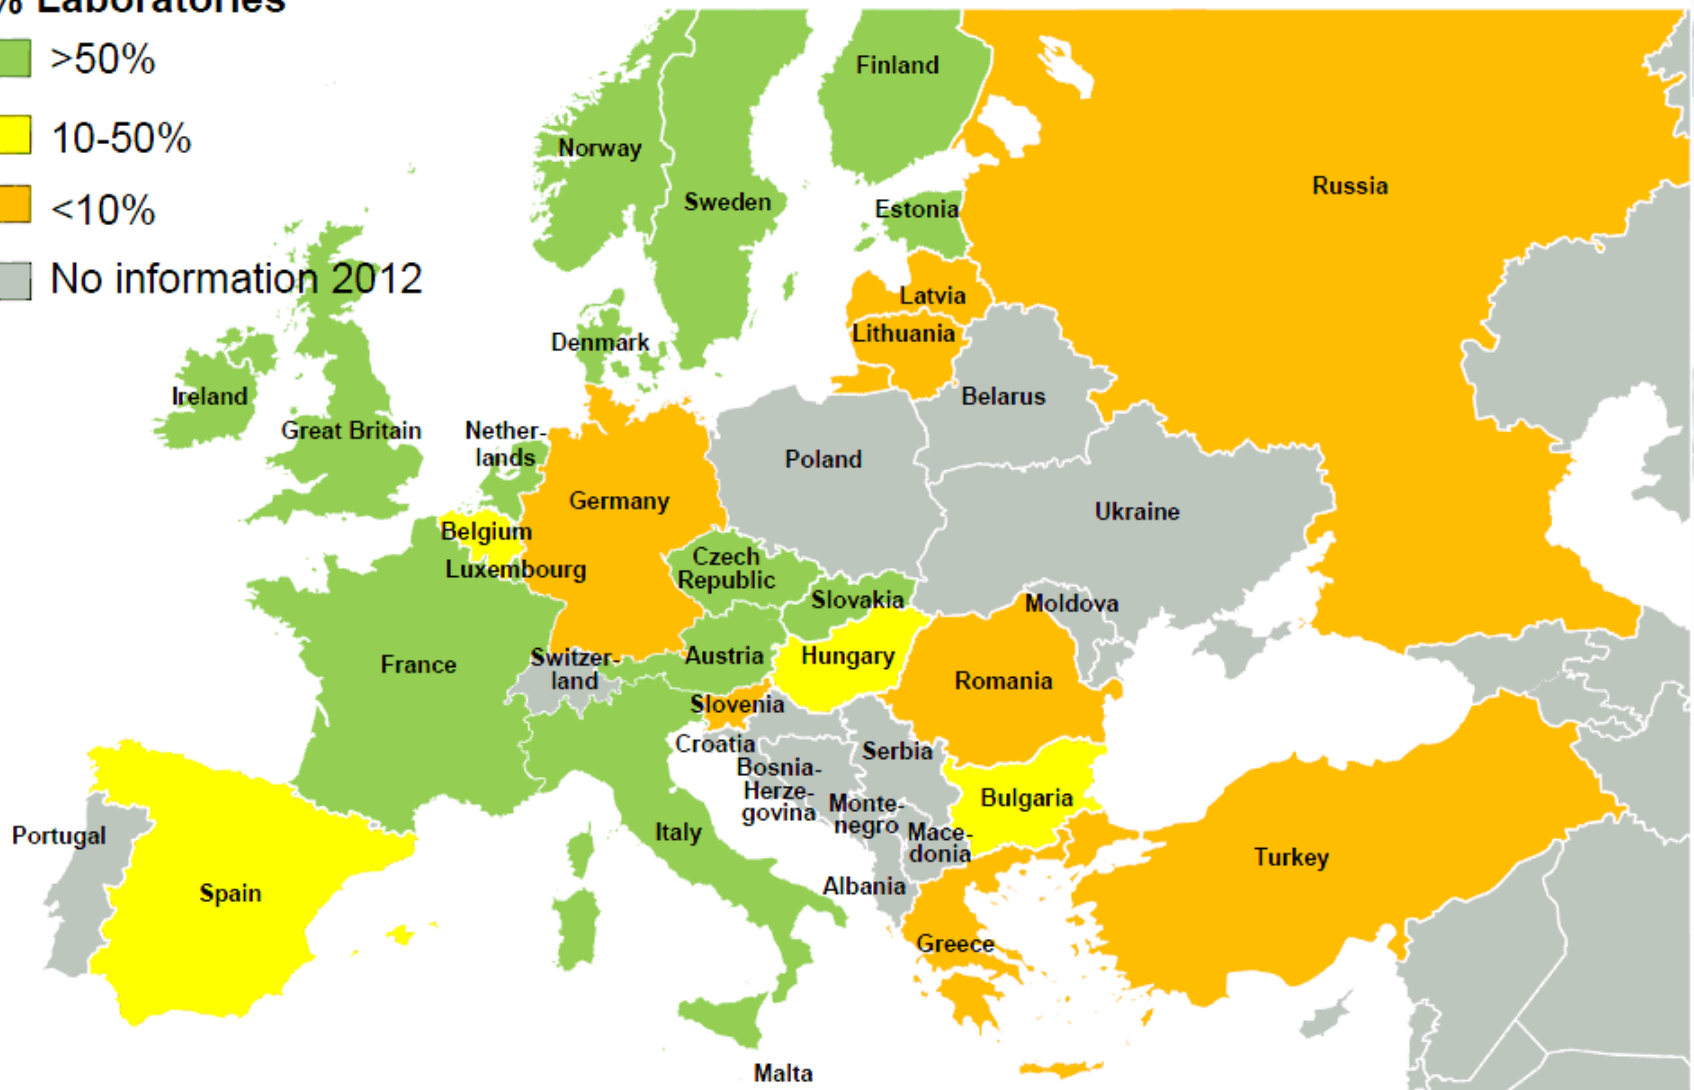 % Laboratories
>50%
10-50%
<10%
No information 2012
Finland
Norway
Sweden
Russia
Estonia
Latvia
Lithuania
Denmark
Ireland
Great Britain
Nether-
lands
Belarus
Poland
Germany
Ukraine
Belgium
Luxembourg
Czech
Republic
Slovakia
Moldova
France
Switzer-
land
Austria
Hungary
Romania
Slovenia
Croatia
Serbia
Bosnia-
Herze-
govina
Monte-
negro
Mace-
donia
Bulgaria
Portugal
Italy
Turkey
Spain
Albania
Greece
Malta